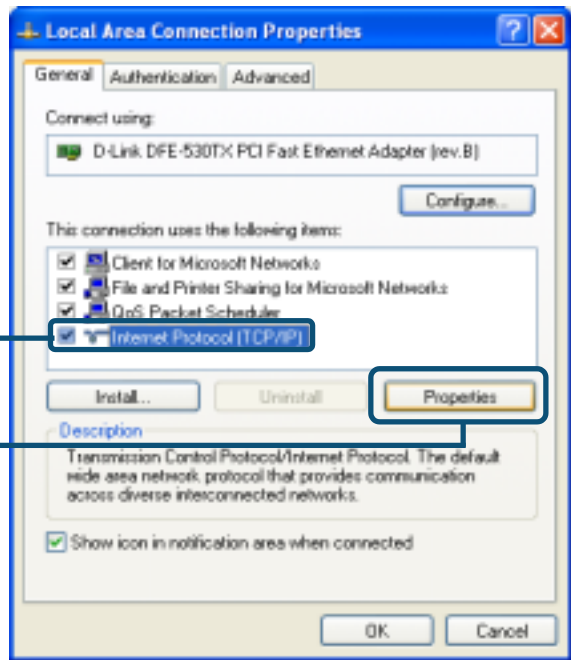 Local Area Connection Properties
General Authentication Advanced
Connect using:
D-Link DFE-530TX PCI Fast Ethernet Adapter (rev.B)
Configure...
This connection uses the following items:
Client for Microsoft Networks
File and Printer Sharing for Microsoft Networks
QoS Packet Scheduler
Internet Protocol (TCP/IP)
Install... Uninstall Properties
Description
Transmission Control Protocol/Internet Protocol. The default
wide area network protocol that provides communication
across diverse interconnected networks.
Show icon in notification area when connected
OK Cancel